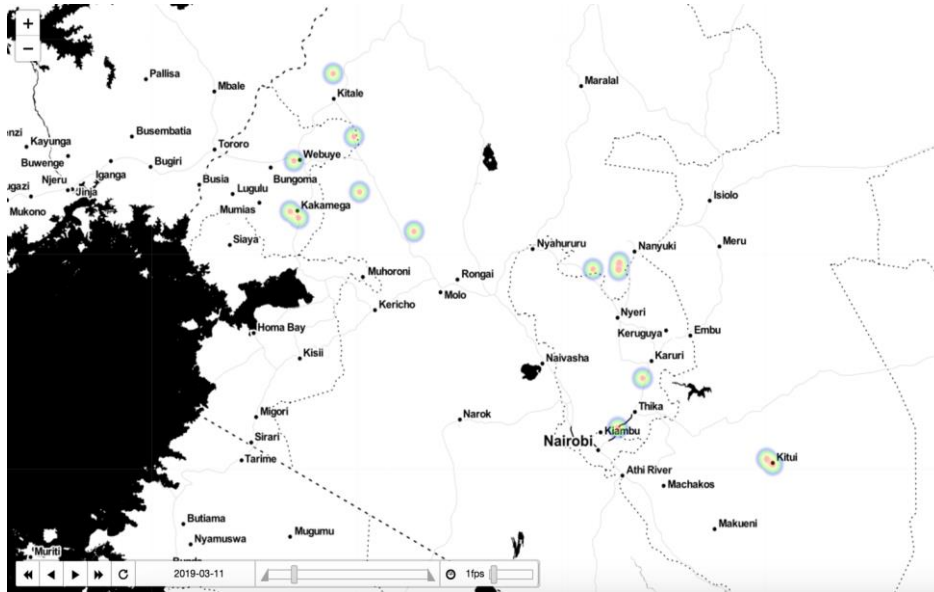 +
−
Pallisa
Mbale
Kitale
Maralal
enzi
Kayunga
Busembatia
Tororo
Webuye
Buwenge
Iganga
Bugiri
Bungoma
Njeru
Jinja
Busia
Lugulu
ugazi
Mukono
Mumias
Kakamega
Isiolo
Siaya
Nyahururu
Nanyuki
Meru
Muhoroni
Rongai
Molo
Kericho
Nyeri
Homa Bay
Keruguya
Embu
Kisii
Naivasha
Karuri
Migori
Narok
Thika
Kiambu
Sirari
Nairobi
Tarime
Kitui
Athi River
Machakos
Butiama
Makueni
Nyamuswa
Mugumu
Muriti
2019-03-11
1fps